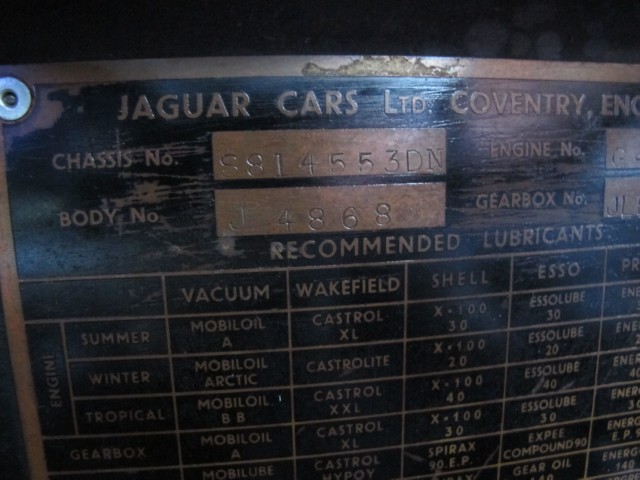 JAGUAR CARS LTD. COVENTRY,
CHASSIS No. S814553DN ENGINE No.
BODY No. J 4868 GEARBOX No.
RECOMMENDED LUBRICANTS
VACUUM WAKEFIELD SHELL ESSO
ENGINE
SUMMER MOBILOIL A CASTROL XL X-100 30 ESSOLUBE 30
WINTER MOBILOIL ARCTIC CASTROLITE X-100 20 ESSOLUBE 20
TROPICAL MOBILOIL B B CASTROL XXL X-100 40 ESSOLUBE 40
GEARBOX MOBILOIL A CASTROL XL X-100 30 ESSOLUBE 30
MOBILUBE CASTROL HYPOY SPIRAX 90 E.P. EXPEE COMPOUND 90
SPIRAX GEAR OIL